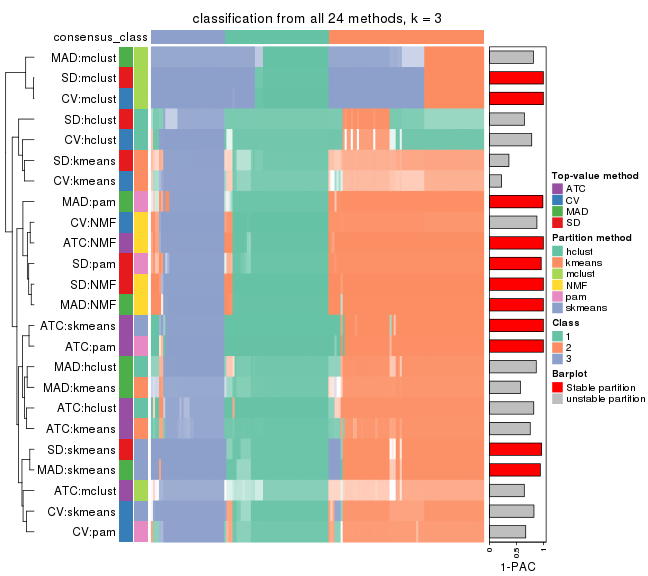 classification from all 24 methods, k = 3
consensus_class
MAD:mclust
SD:mclust
CV:mclust
SD:hclust
CV:hclust
SD:kmeans
CV:kmeans
MAD:pam
CV:NMF
ATC:NMF
SD:pam
SD:NMF
MAD:NMF
ATC:skmeans
ATC:pam
MAD:hclust
MAD:kmeans
ATC:hclust
ATC:kmeans
SD:skmeans
MAD:skmeans
ATC:mclust
CV:skmeans
CV:pam
0
0.5
1
1-PAC
Top-value method
ATC
CV
MAD
SD
Partition method
hclust
kmeans
mclust
NMF
pam
skmeans
Class
1
2
3
Barplot
Stable partition
unstable partition